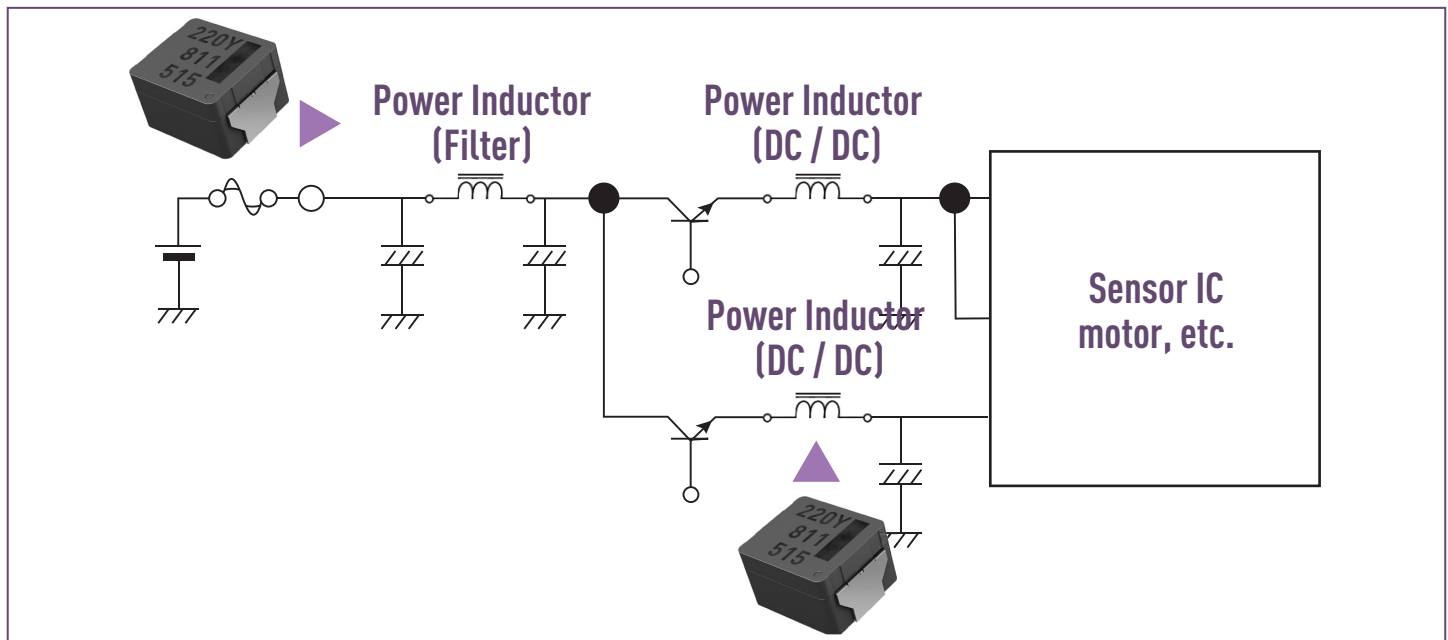 220Y
811
515
Power Inductor
(Filter)
Power Inductor
(DC / DC)
Power Inductor
(DC / DC)
Sensor IC
motor, etc.
220Y
811
515